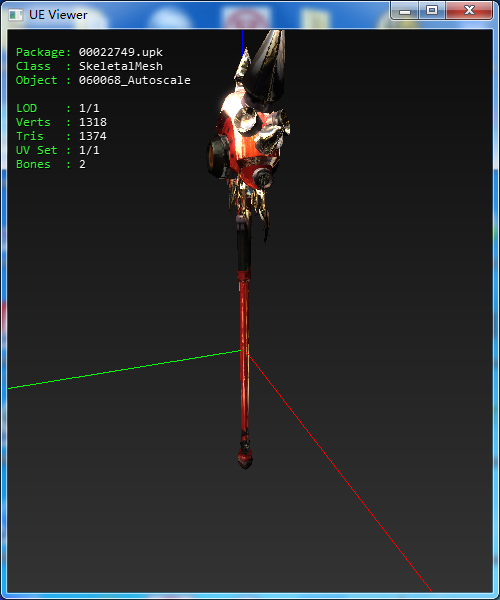 UE Viewer
Package: 00022749.upk
Class : SkeletalMesh
Object : 060068_Autoscale
LOD : 1/1
Verts : 1318
Tris : 1374
UV Set : 1/1
Bones : 2